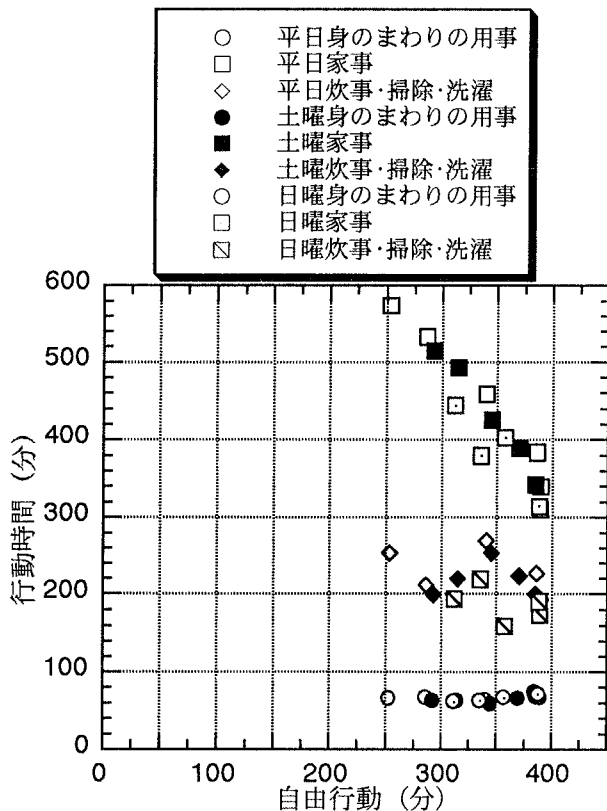 平日身のまわりの用事
平日家事
平日炊事・掃除・洗濯
土曜身のまわりの用事
土曜家事
土曜炊事・掃除・洗濯
日曜身のまわりの用事
日曜家事
日曜炊事・掃除・洗濯
600
500
400
300
200
100
0
行動時間 (分)
0 100 200 300 400
自由行動 (分)